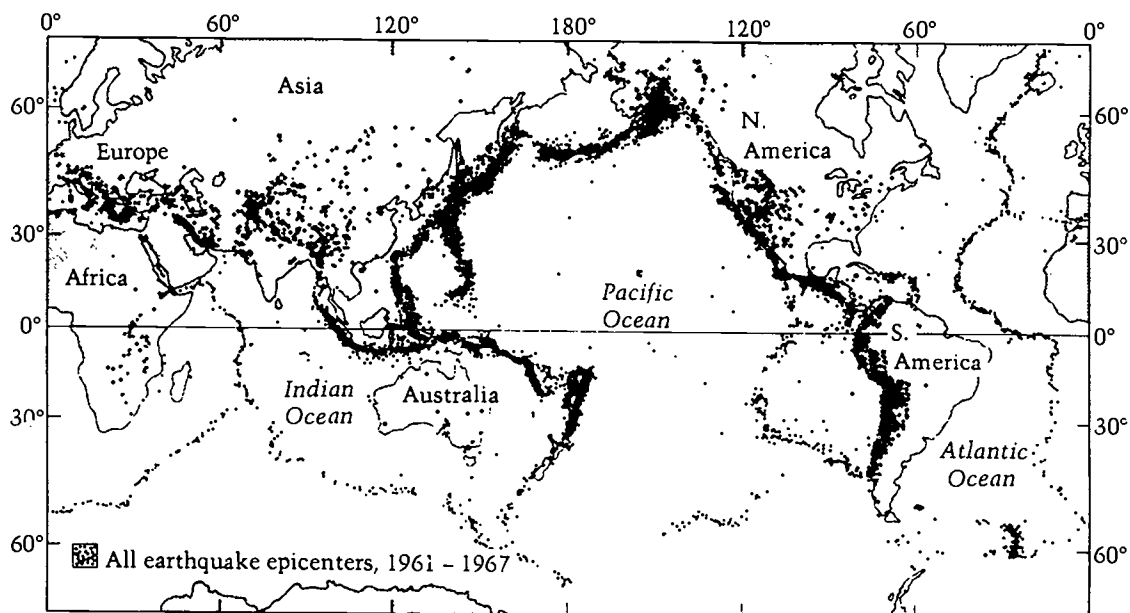 0° 60° 120° 180° 120° 60° 0°
Asia
60° 60°
N.
America
Europe
30° 30°
Africa
Pacific
Ocean
0° 0°
S.
America
Indian
Ocean
Australia
30° 30°
Atlantic
Ocean
60° 60°
All earthquake epicenters, 1961 – 1967